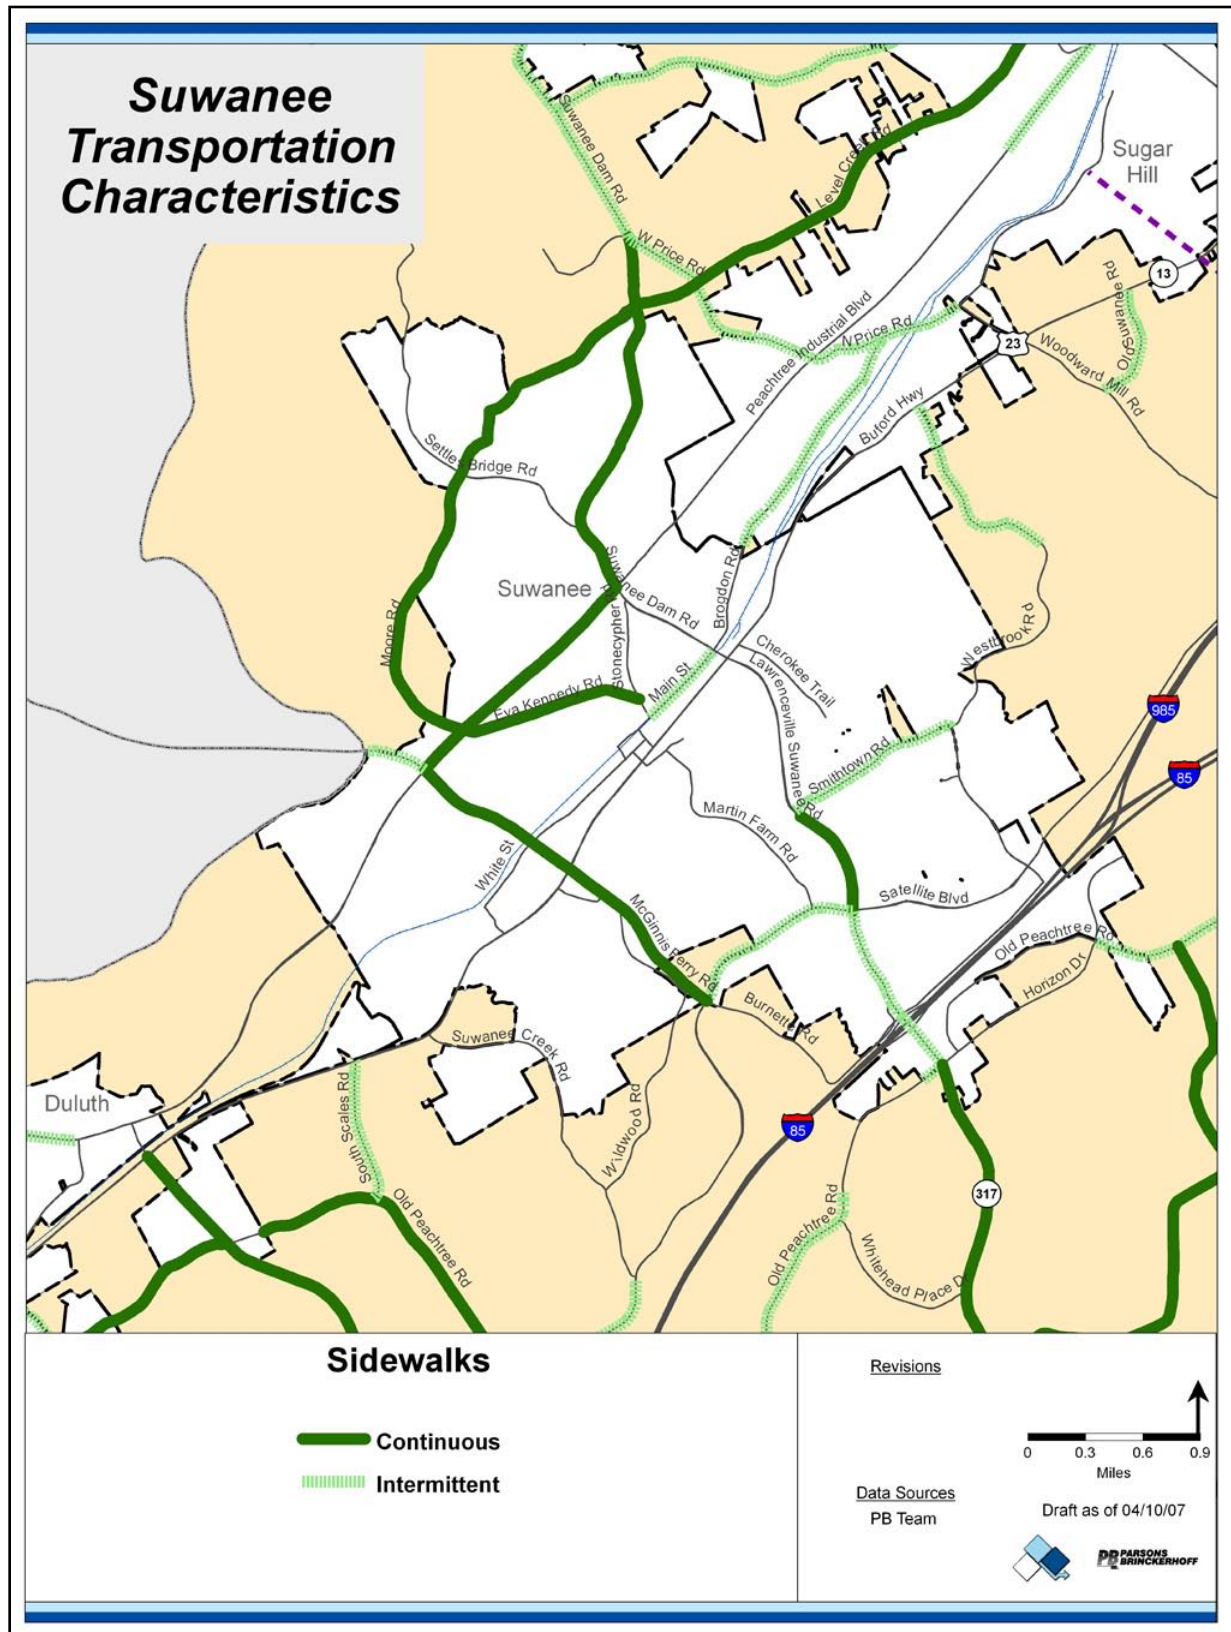 Suwanee
Transportation
Characteristics
Sugar
Hill
Suwanee Dam Rd
Level Creek Rd
W Price Rd
13
Old Suwanee Rd
Peachtree Industrial Blvd
N Price Rd
23
Woodward Mill Rd
Buford Hwy
Settles Bridge Rd
Suwanee
Suwanee Dam Rd
Brogdon Rd
Stonecypher
Moore Rd
Westbrook Rd
Cherokee Trail
Main St
Lawrenceville Suwanee Rd
Eva Kennedy Rd
985
85
Smithtown Rd
Martin Farm Rd
White St
Satellite Blvd
McGinnis Ferry Rd
Old Peachtree Rd
Horizon Dr
Burnette Rd
Suwanee Creek Rd
Duluth
South Scales Rd
Wildwood Rd
85
317
Old Peachtree Rd
Old Peachtree Rd
Whitehead Place D
Sidewalks
Continuous
Intermittent
Revisions
0 0.3 0.6 0.9
Miles
Data Sources
PB Team
Draft as of 04/10/07
PB PARSONS
BRINCKERHOFF